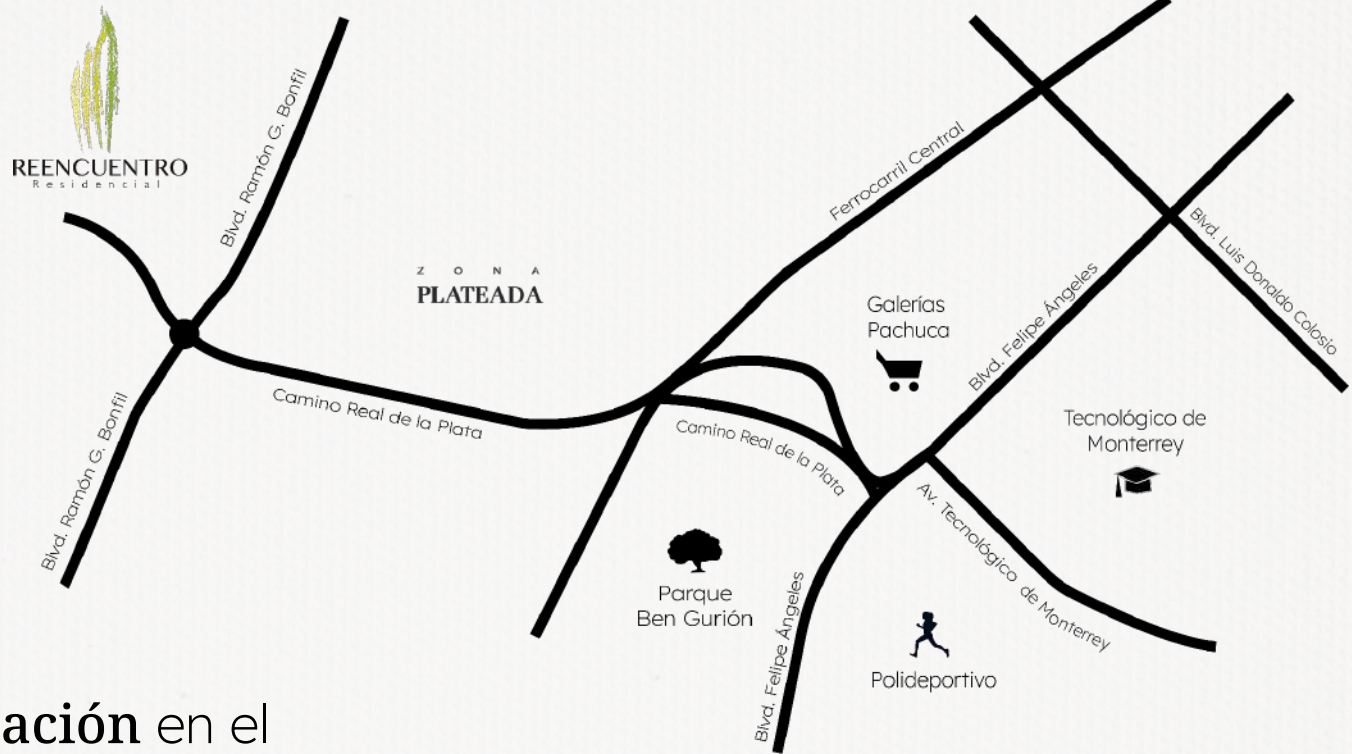 REENCUENTRO
Residencial
Blvd. Ramón G. Bonfil
Ferrocarril Central
ZONA
PLATEADA
Blvd. Luis Donaldo Colosio
Galerías
Pachuca
Blvd. Felipe Ángeles
Blvd. Ramón G. Bonfil
Camino Real de la Plata
Camino Real de la Plata
Tecnológico de
Monterrey
Av. Tecnológico de Monterrey
Parque
Ben Gurión
Blvd. Felipe Ángeles
Polideportivo
ación en el